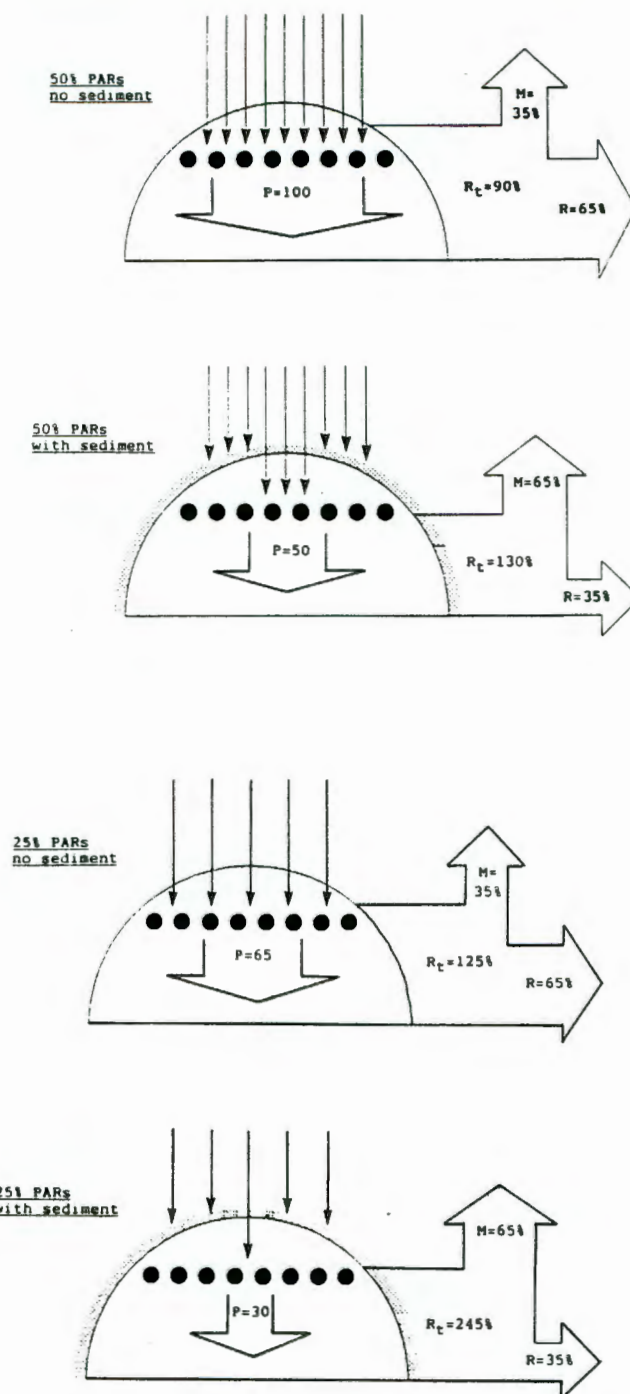 50% PARs
no sediment
M=
35%
P=100
Rt=90%
R=65%
50% PARs
with sediment
M=65%
P=50
Rt=130%
R=35%
25% PARs
no sediment
M=
35%
P=65
Rt=125%
R=65%
25% PARs
with sediment
M=65%
P=30
Rt=245%
R=35%